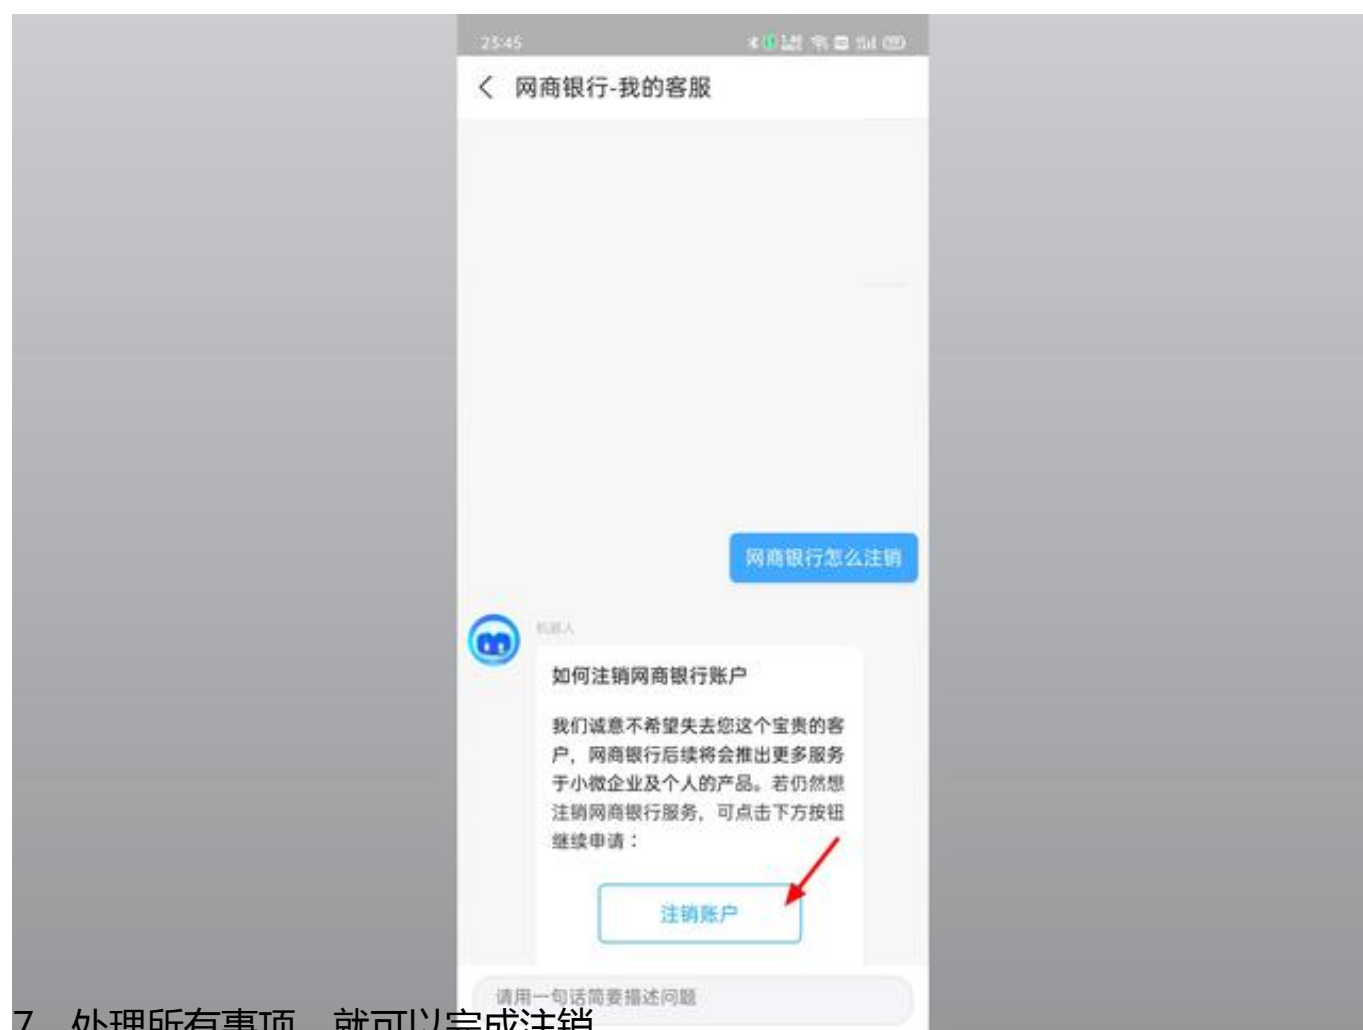 23:45
网商银行-我的客服
网商银行怎么注销
机器人
如何注销网商银行账户
我们诚意不希望失去您这个宝贵的客
户，网商银行后续将会推出更多服务
于小微企业及个人的产品。若仍然想
注销网商银行服务，可点击下方按钮
继续申请：
注销账户
请用一句话简要描述问题
7、处理所有事项，就可以完成注销